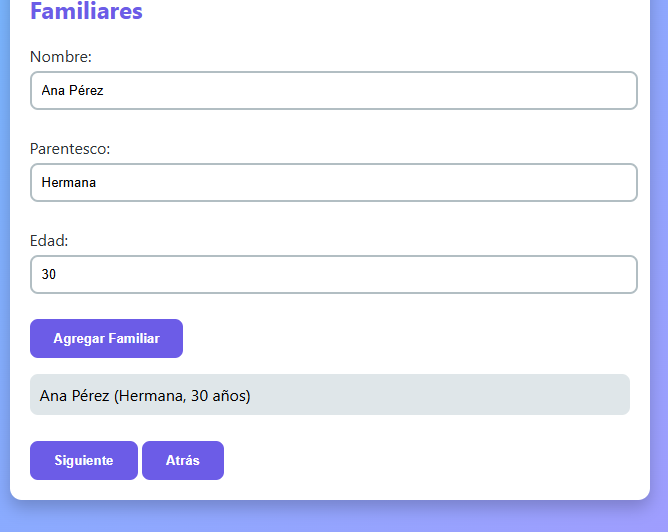 Familiares
Nombre:
Ana Pérez
Parentesco:
Hermana
Edad:
30
Agregar Familiar
Ana Pérez (Hermana, 30 años)
Siguiente Atrás